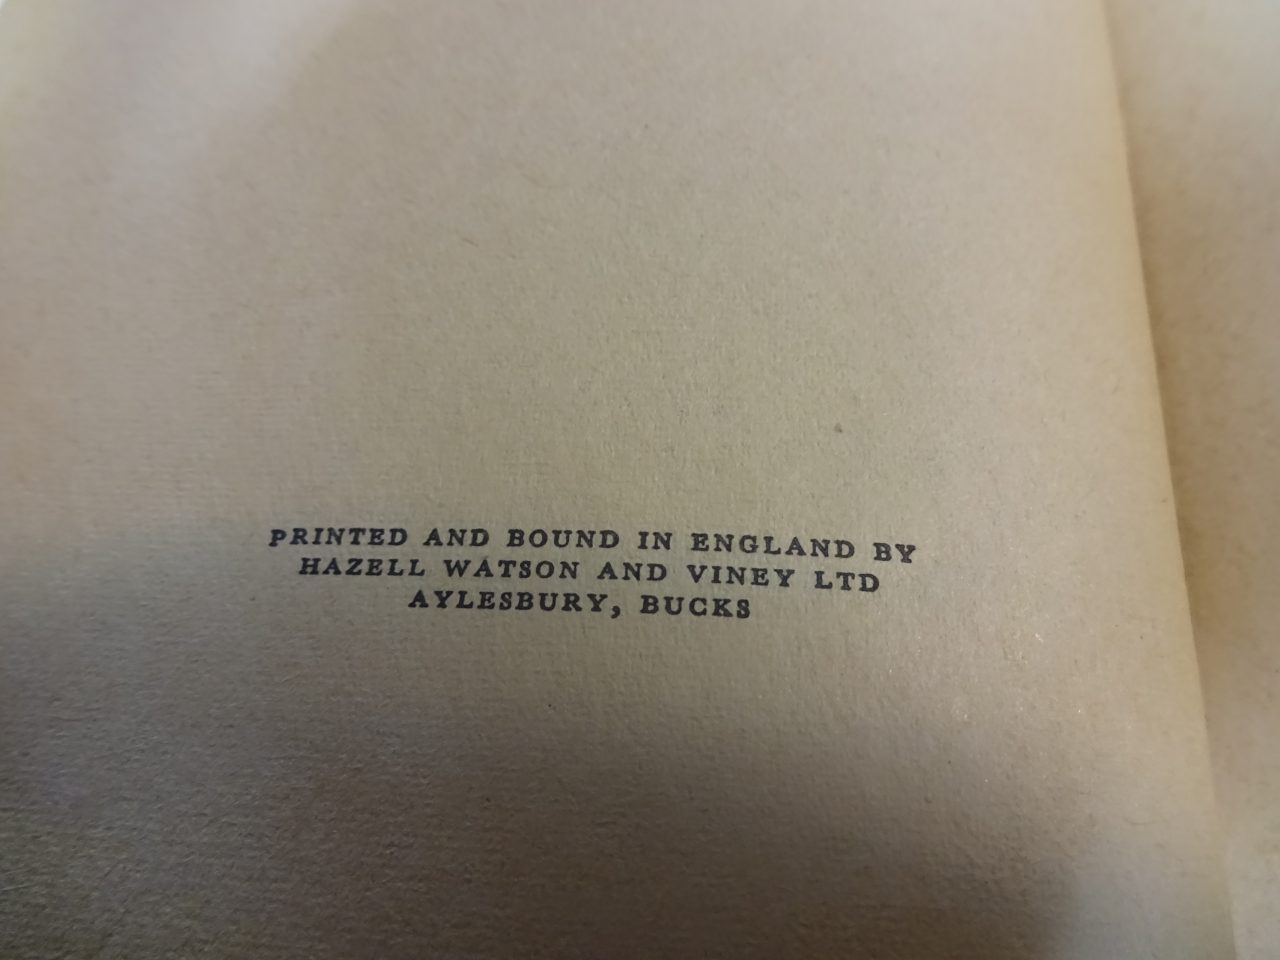 PRINTED AND BOUND IN ENGLAND BY
HAZELL WATSON AND VINEY LTD
AYLESBURY, BUCKS